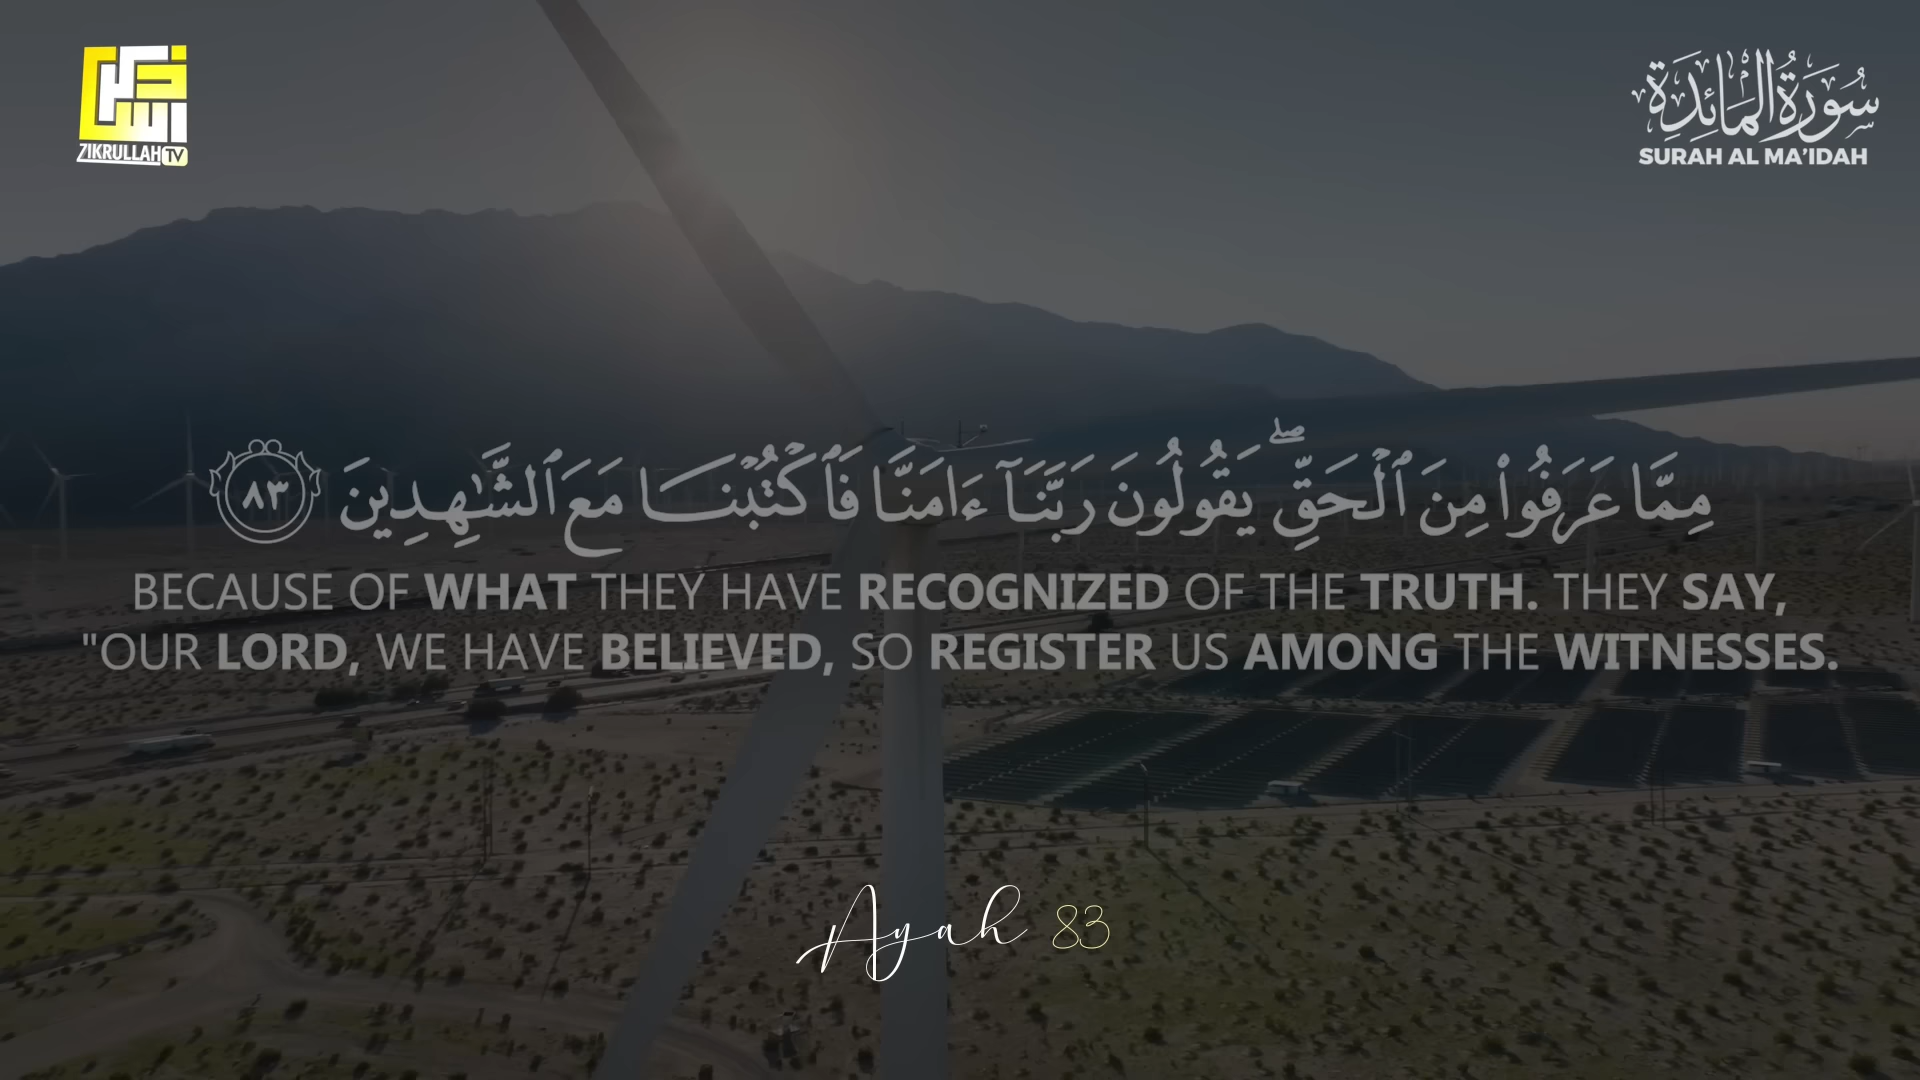 ذكر الله
ZIKRULLAH TV
سُورَةُ المَائِدَةِ
SURAH AL MA'IDAH
مِمَّا عَرَفُوا۟ مِنَ ٱلْحَقِّ ۖ يَقُولُونَ رَبَّنَآ ءَامَنَّا فَٱكْتُبْنَا مَعَ ٱلشَّـٰهِدِينَ ٨٣
BECAUSE OF WHAT THEY HAVE RECOGNIZED OF THE TRUTH. THEY SAY,
"OUR LORD, WE HAVE BELIEVED, SO REGISTER US AMONG THE WITNESSES.
Ayah 83